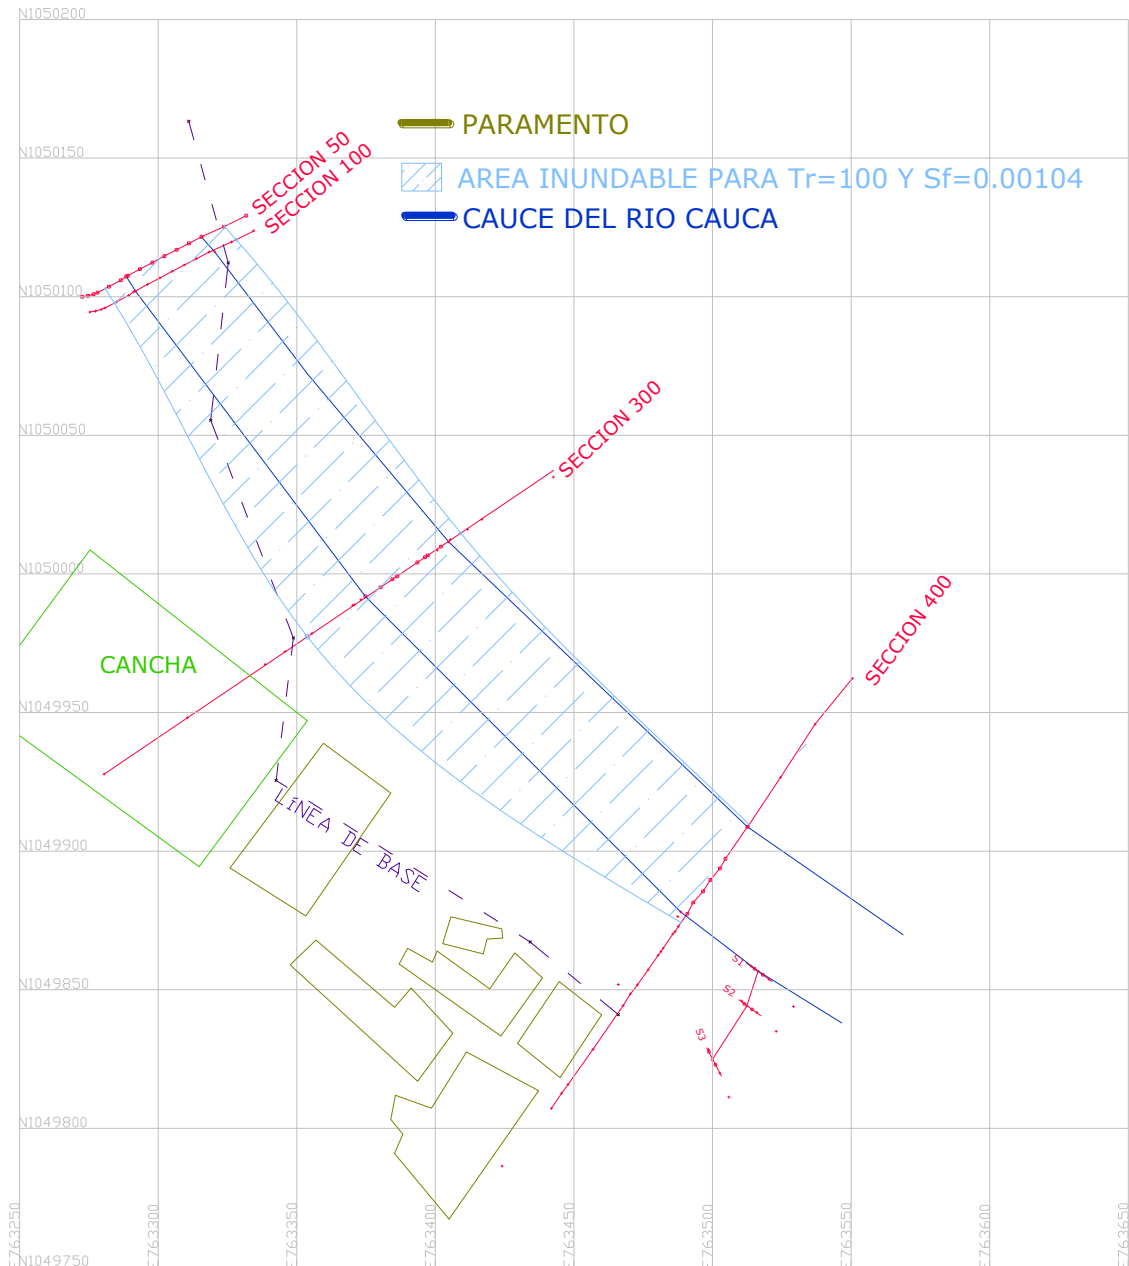 N1050200
PARAMENTO
SECCION 50
SECCION 100
N1050150
AREA INUNDABLE PARA Tr=100 Y Sf=0.00104
CAUCE DEL RIO CAUCA
N1050100
SECCION 300
N1050050
N1050000
SECCION 400
CANCHA
N1049950
LINEA DE BASE
N1049900
S1
N1049850
S2
S3
N1049800
E763250
E763300
E763350
E763400
E763450
E763500
E763550
E763600
E763650
N1049750